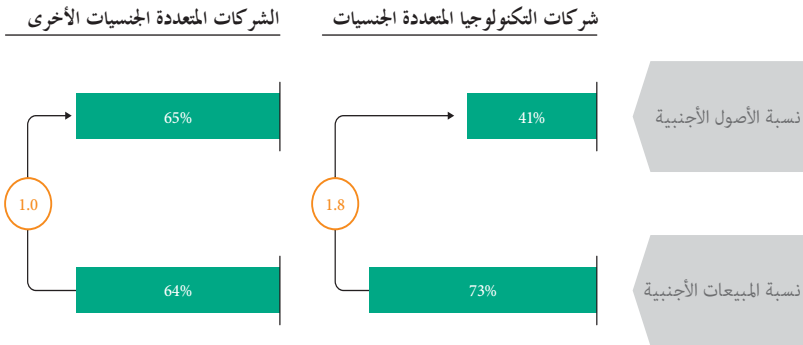 شركات التكنولوجيا المتعددة الجنسيات
الشركات المتعددة الجنسيات الأخرى
نسبة الأصول الأجنبية
41%
65%
1.8
1.0
نسبة المبيعات الأجنبية
73%
64%